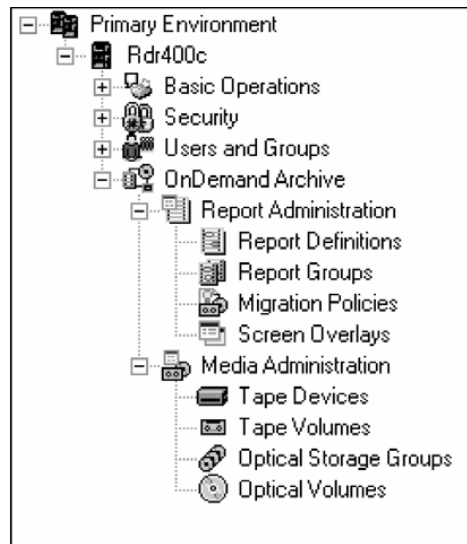 Primary Environment
Rdr400c
Basic Operations
Security
Users and Groups
OnDemand Archive
Report Administration
Report Definitions
Report Groups
Migration Policies
Screen Overlays
Media Administration
Tape Devices
Tape Volumes
Optical Storage Groups
Optical Volumes